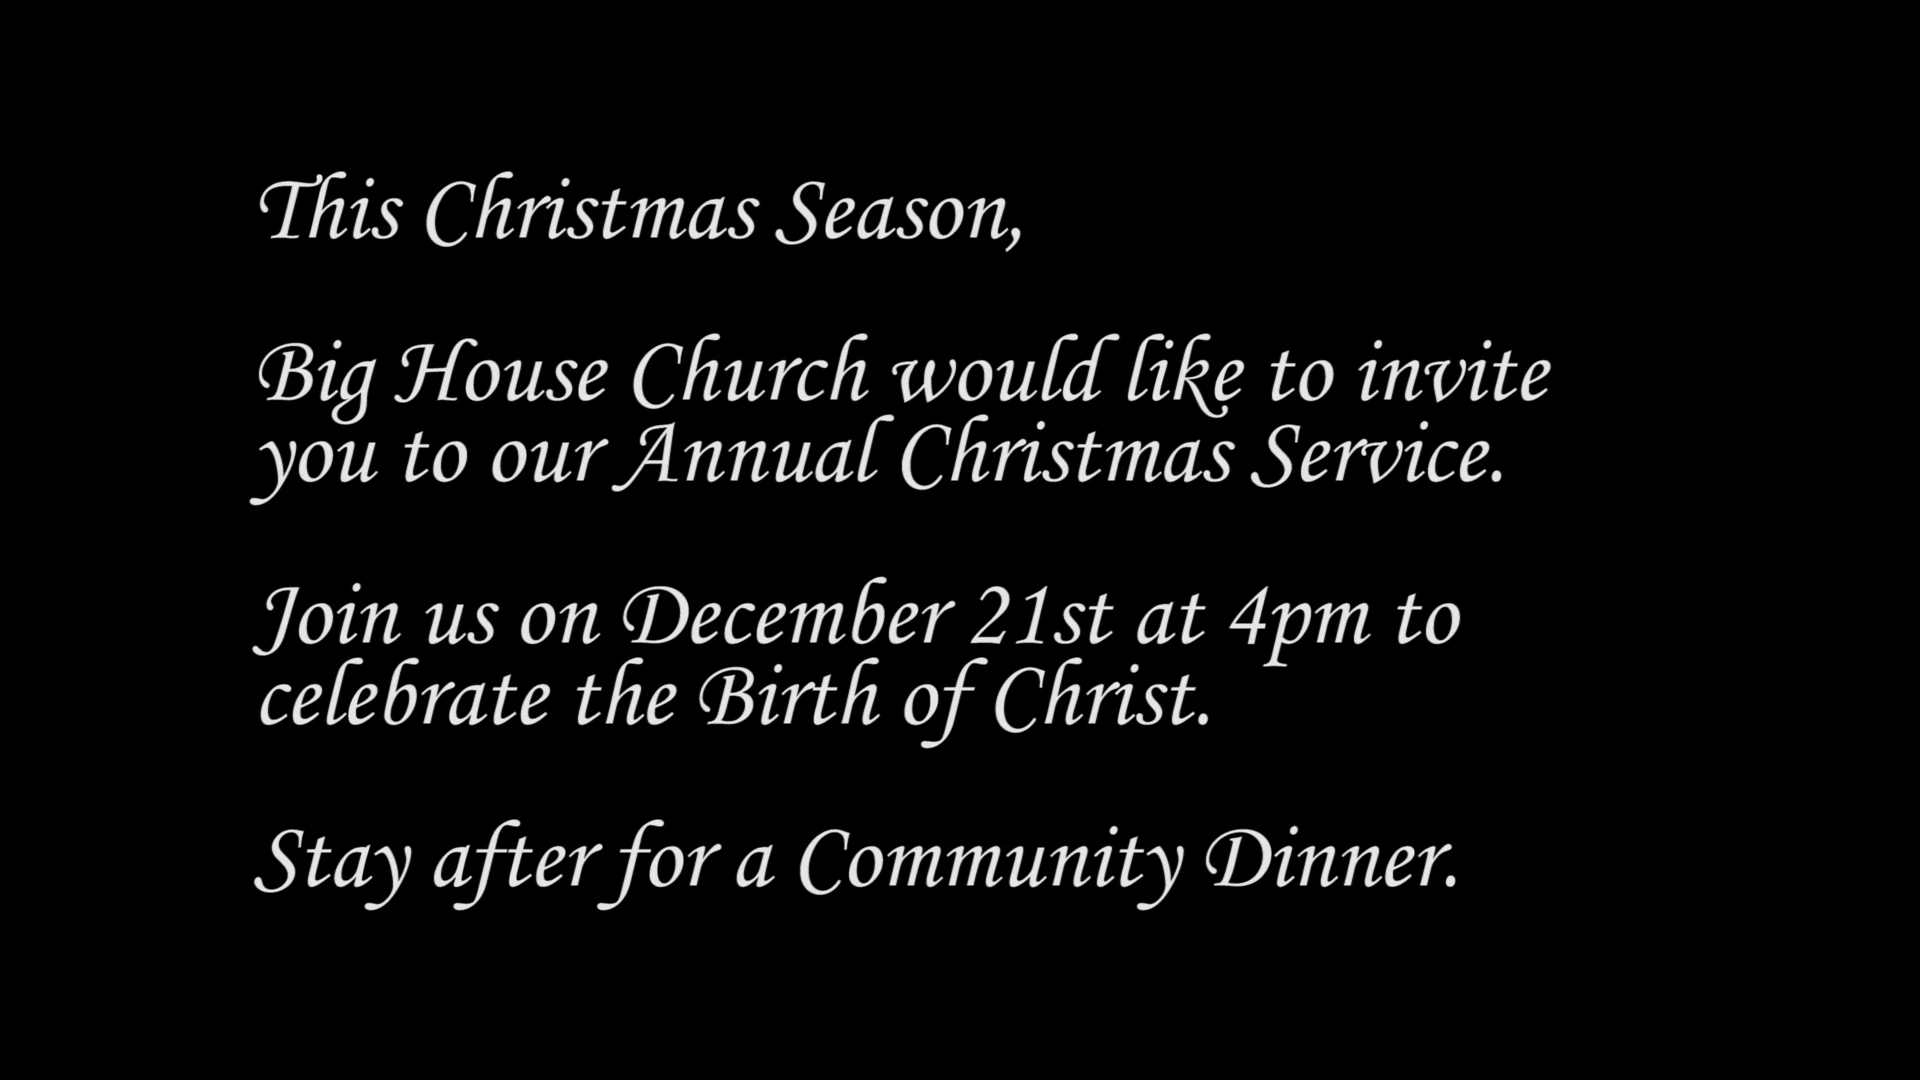 This Christmas Season,
Big House Church would like to invite
you to our Annual Christmas Service.
Join us on December 21st at 4pm to
celebrate the Birth of Christ.
Stay after for a Community Dinner.